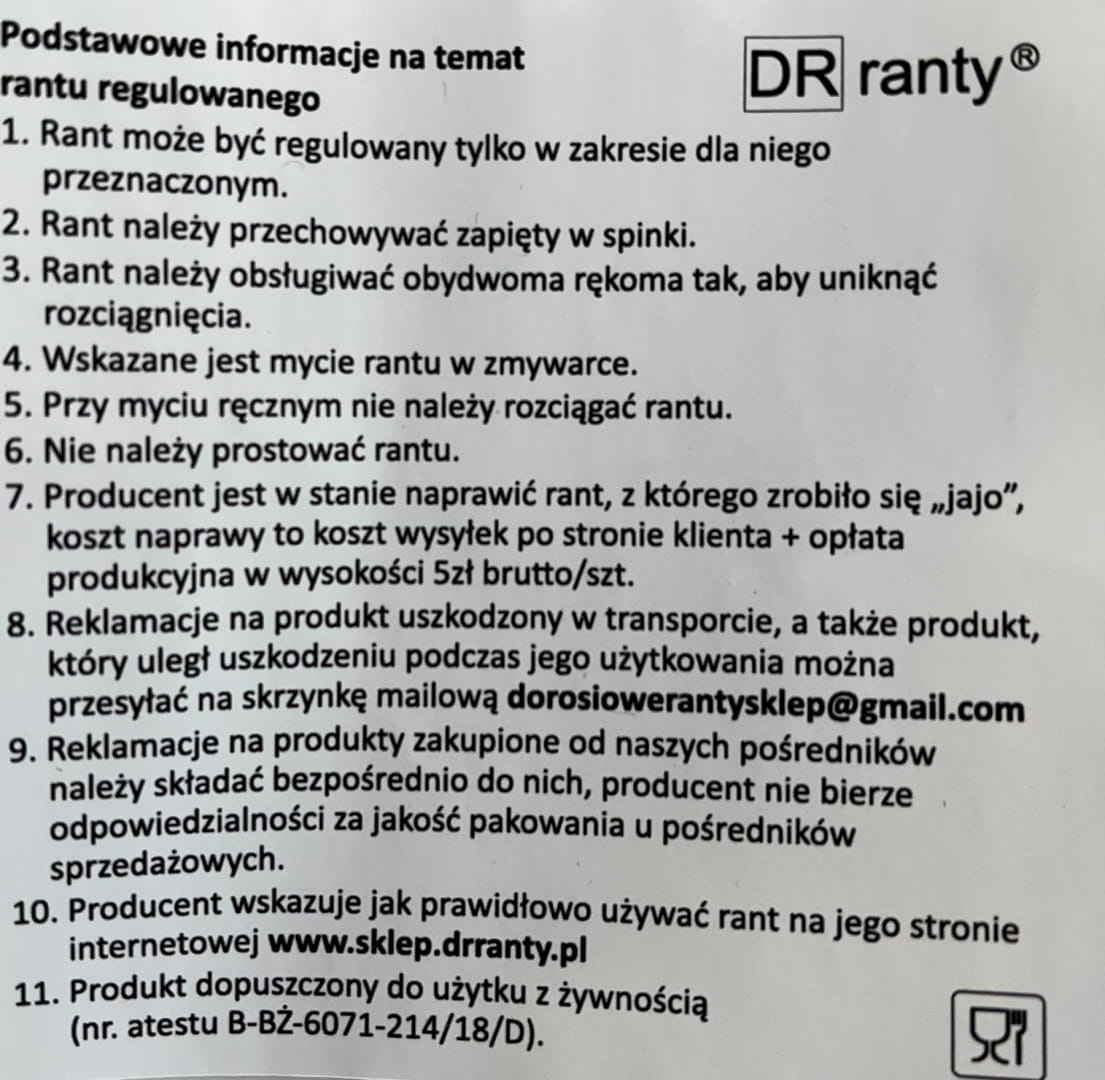 Podstawowe informacje na temat
rantu regulowanego
DR ranty®
1. Rant może być regulowany tylko w zakresie dla niego
przeznaczonym.
2. Rant należy przechowywać zapięty w spinki.
3. Rant należy obsługiwać obydwoma rękoma tak, aby uniknąć
rozciągnięcia.
4. Wskazane jest mycie rantu w zmywarce.
5. Przy myciu ręcznym nie należy rozciągać rantu.
6. Nie należy prostować rantu.
7. Producent jest w stanie naprawić rant, z którego zrobiło się „jajo”,
koszt naprawy to koszt wysyłek po stronie klienta + opłata
produkcyjna w wysokości 5zł brutto/szt.
8. Reklamacje na produkt uszkodzony w transporcie, a także produkt,
który uległ uszkodzeniu podczas jego użytkowania można
przesyłać na skrzynkę mailową dorosiowerantysklep@gmail.com
9. Reklamacje na produkty zakupione od naszych pośredników
należy składać bezpośrednio do nich, producent nie bierze
odpowiedzialności za jakość pakowania u pośredników
sprzedażowych.
10. Producent wskazuje jak prawidłowo używać rant na jego stronie
internetowej www.sklep.drranty.pl
11. Produkt dopuszczony do użytku z żywnością
(nr. atestu B-BŻ-6071-214/18/D).